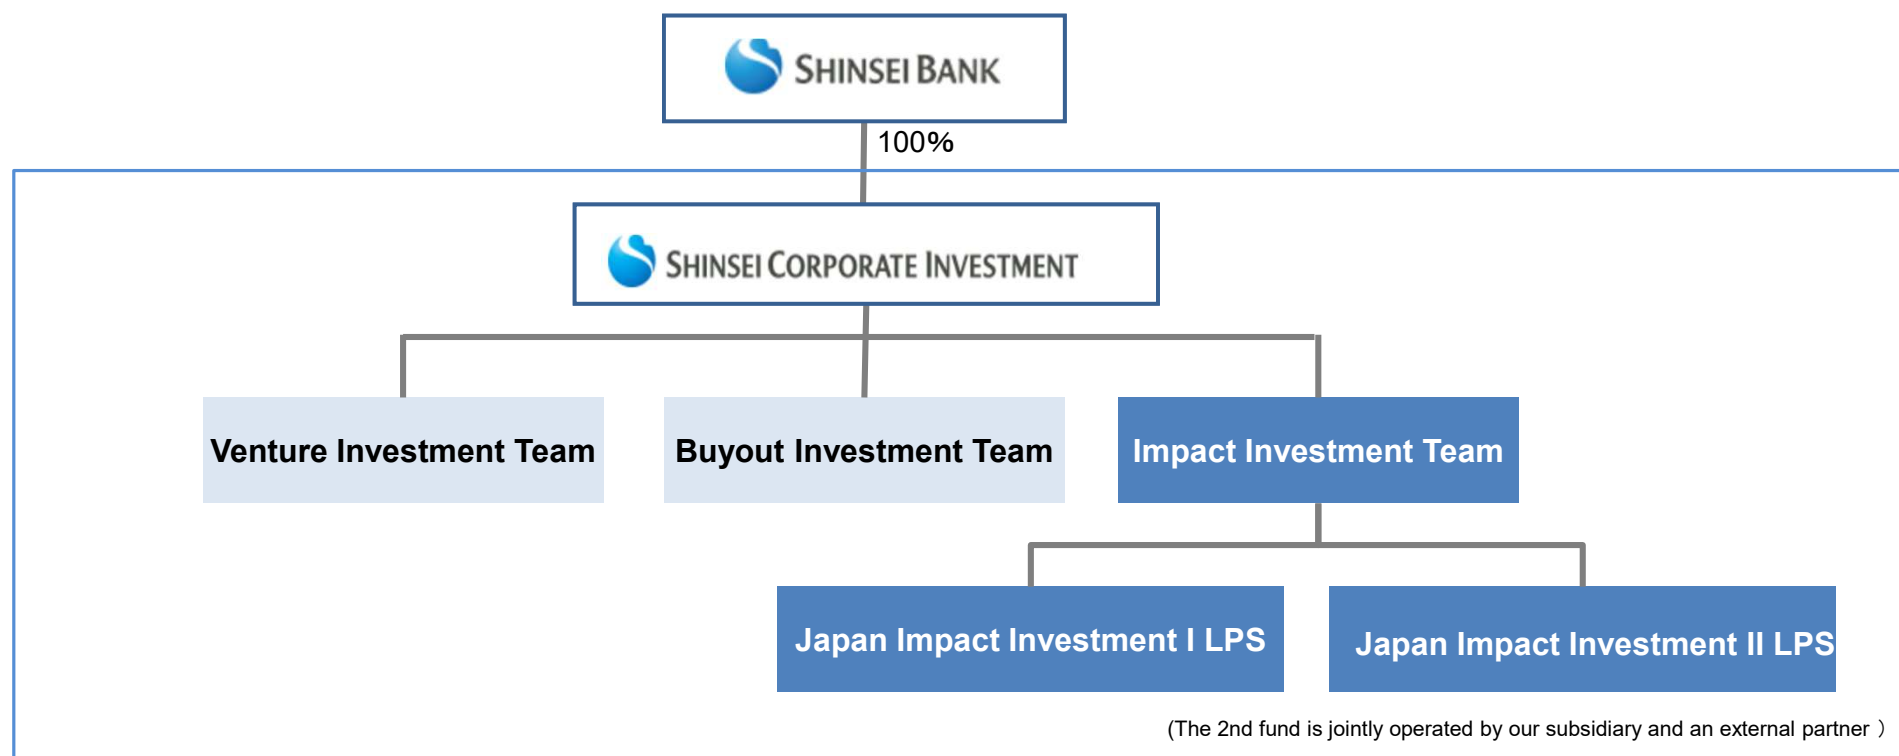 SHINSEI BANK
100%
SHINSEI CORPORATE INVESTMENT
Venture Investment Team
Buyout Investment Team
Impact Investment Team
Japan Impact Investment I LPS
Japan Impact Investment II LPS
(The 2nd fund is jointly operated by our subsidiary and an external partner ）